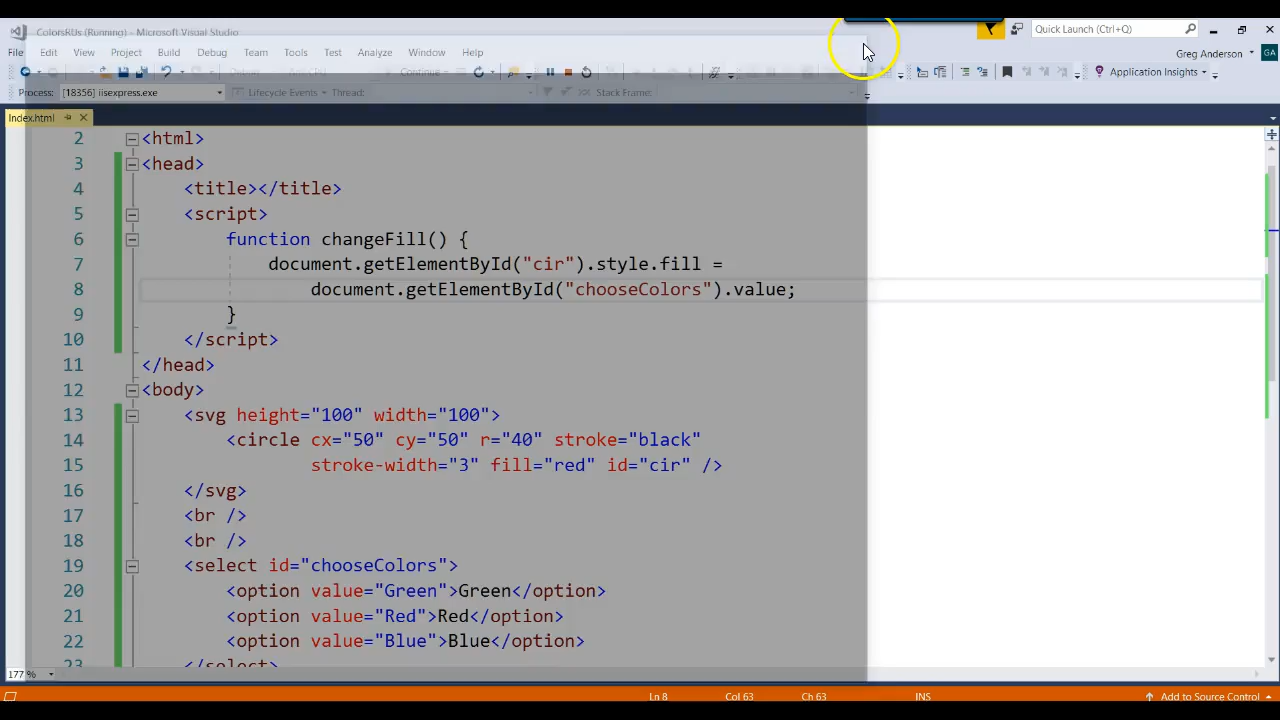 ColorsRUs (Running) - Microsoft Visual Studio
Quick Launch (Ctrl+Q)
File Edit View Project Build Debug Team Tools Test Analyze Window Help
Greg Anderson GA
Debug Continue Application Insights
Process: [18356] iisexpress.exe Lifecycle Events Thread: Stack Frame:
Index.html
2 <html>
3 <head>
4 <title></title>
5 <script>
6 function changeFill() {
7 document.getElementById("cir").style.fill =
8 document.getElementById("chooseColors").value;
9 }
10 </script>
11 </head>
12 <body>
13 <svg height="100" width="100">
14 <circle cx="50" cy="50" r="40" stroke="black"
15 stroke-width="3" fill="red" id="cir" />
16 </svg>
17 <br />
18 <br />
19 <select id="chooseColors">
20 <option value="Green">Green</option>
21 <option value="Red">Red</option>
22 <option value="Blue">Blue</option>
23 </select>
177 %
Ln 8 Col 63 Ch 63 INS Add to Source Control